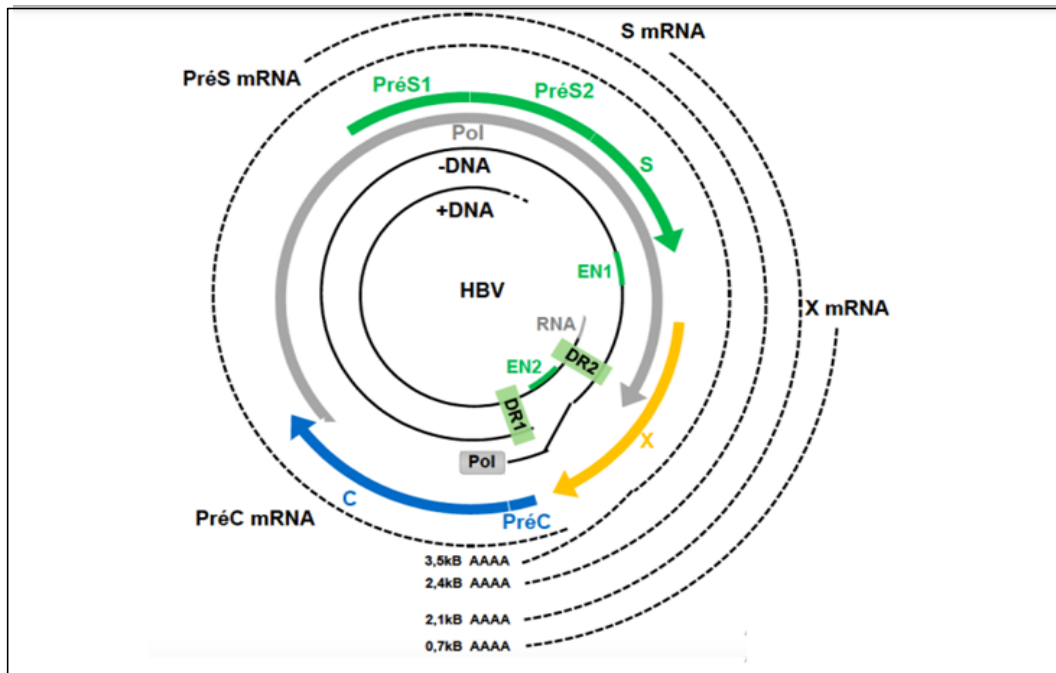 S mRNA
PréS mRNA
PréS1
PréS2
Pol
-DNA
S
+DNA
EN1
HBV
X mRNA
RNA
DR2
EN2
DR1
X
Pol
C
PréC
PréC mRNA
3,5kB AAAA
2,4kB AAAA
2,1kB AAAA
0,7kB AAAA